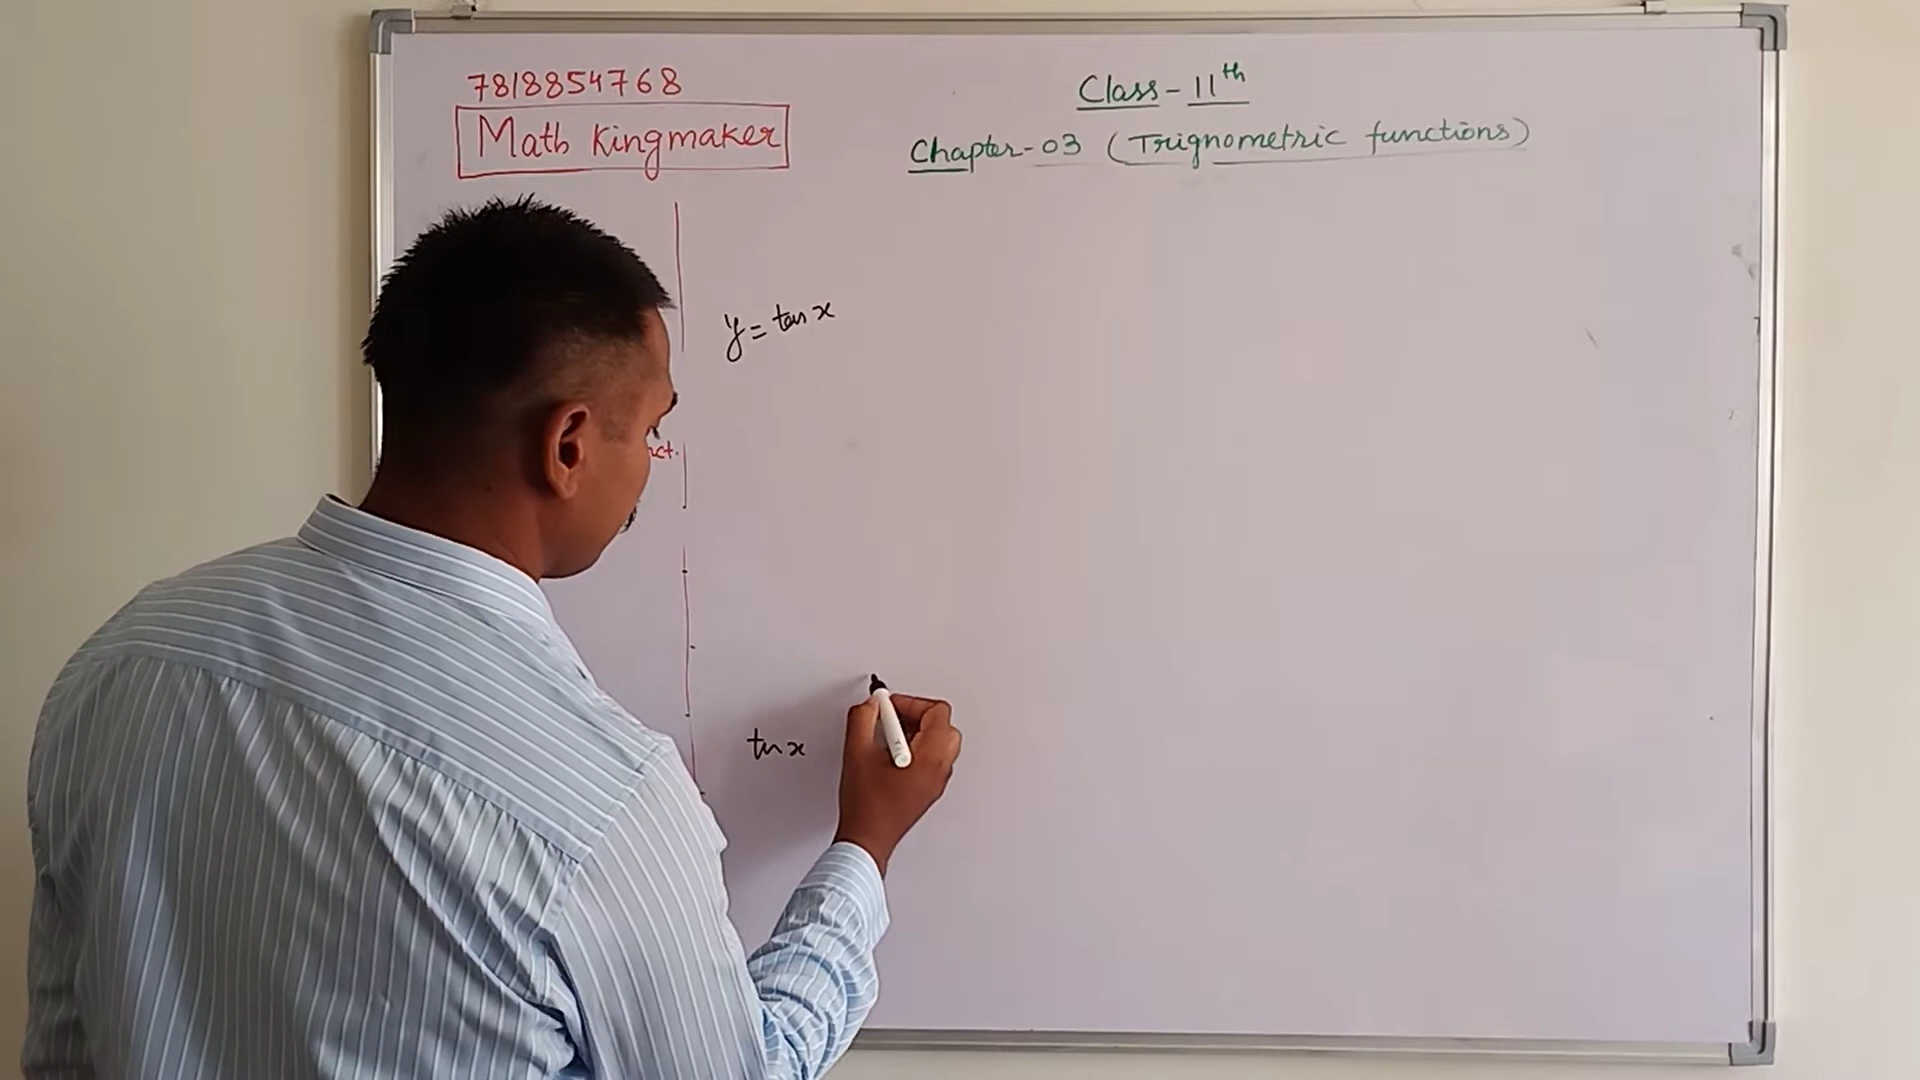 7818854768
Math Kingmaker
Class - 11th
Chapter-03 (Trignometric functions)
y = tan x
tan x